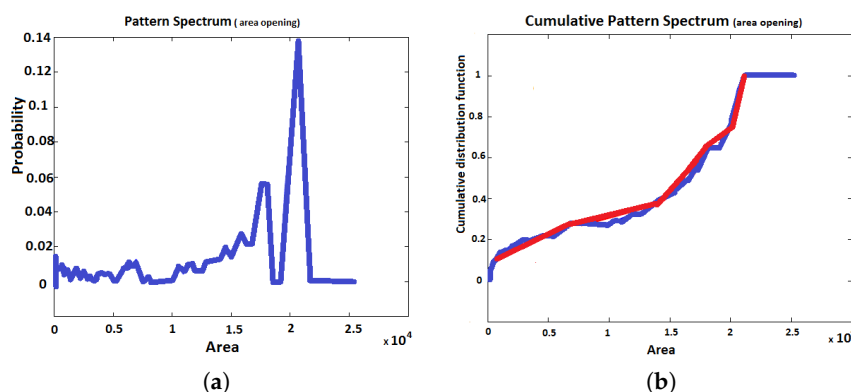 Pattern Spectrum ( area opening)
0.14
0.12
0.1
0.08
0.06
0.04
0.02
0
Probability
0 0.5 1 1.5 2 2.5
Area
x 10^4
(a)
Cumulative Pattern Spectrum (area opening)
1
0.8
0.6
0.4
0.2
0
Cumulative distribution function
0 0.5 1 1.5 2 2.5
Area
x 10^4
(b)